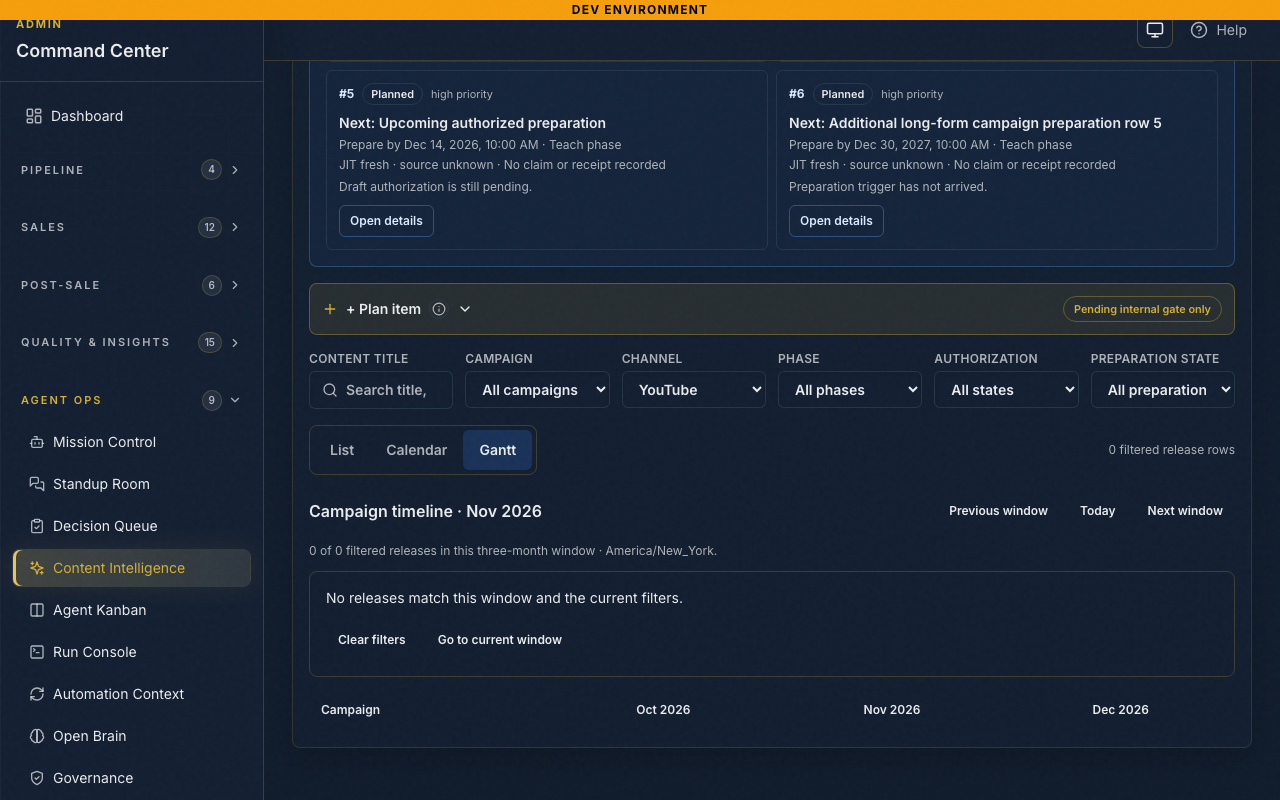 DEV ENVIRONMENT
ADMIN
Command Center
Help
Dashboard
PIPELINE 4
SALES 12
POST-SALE 6
QUALITY & INSIGHTS 15
AGENT OPS 9
Mission Control
Standup Room
Decision Queue
Content Intelligence
Agent Kanban
Run Console
Automation Context
Open Brain
Governance
#5 Planned high priority
Next: Upcoming authorized preparation
Prepare by Dec 14, 2026, 10:00 AM · Teach phase
JIT fresh · source unknown · No claim or receipt recorded
Draft authorization is still pending.
Open details
#6 Planned high priority
Next: Additional long-form campaign preparation row 5
Prepare by Dec 30, 2027, 10:00 AM · Teach phase
JIT fresh · source unknown · No claim or receipt recorded
Preparation trigger has not arrived.
Open details
+ Plan item Pending internal gate only
CONTENT TITLE CAMPAIGN CHANNEL PHASE AUTHORIZATION PREPARATION STATE
Search title, All campaigns YouTube All phases All states All preparation
List Calendar Gantt 0 filtered release rows
Campaign timeline · Nov 2026 Previous window Today Next window
0 of 0 filtered releases in this three-month window · America/New_York.
No releases match this window and the current filters.
Clear filters Go to current window
Campaign Oct 2026 Nov 2026 Dec 2026